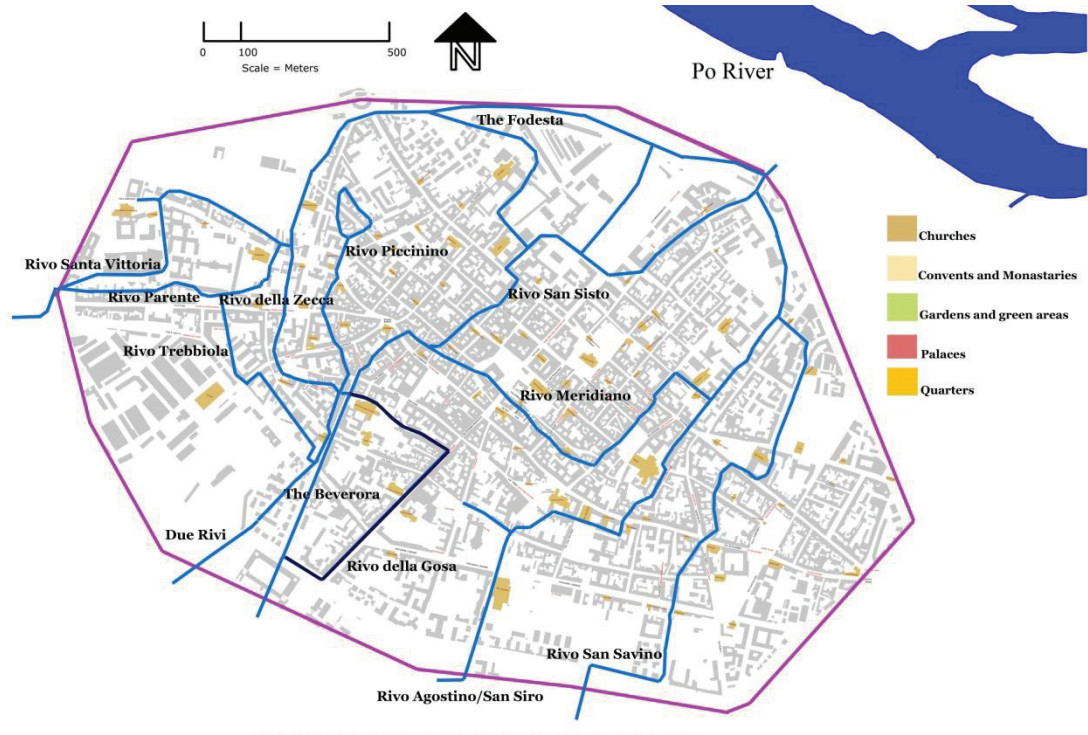 0 100 500
Scale = Meters
N
Po River
The Fodesta
Churches
Convents and Monastaries
Gardens and green areas
Palaces
Quarters
Rivo Piccinino
Rivo Santa Vittoria
Rivo Parente
Rivo della Zecca
Rivo San Sisto
Rivo Trebbiola
Rivo Meridiano
The Beverora
Due Rivi
Rivo della Gosa
Rivo San Savino
Rivo Agostino/San Siro